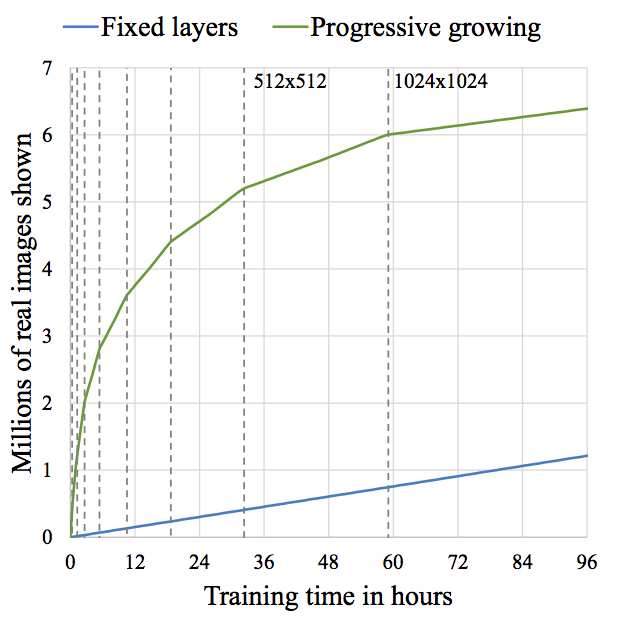 Fixed layers Progressive growing
7
512x512 1024x1024
6
5
4
3
2
1
0
Millions of real images shown
0 12 24 36 48 60 72 84 96
Training time in hours